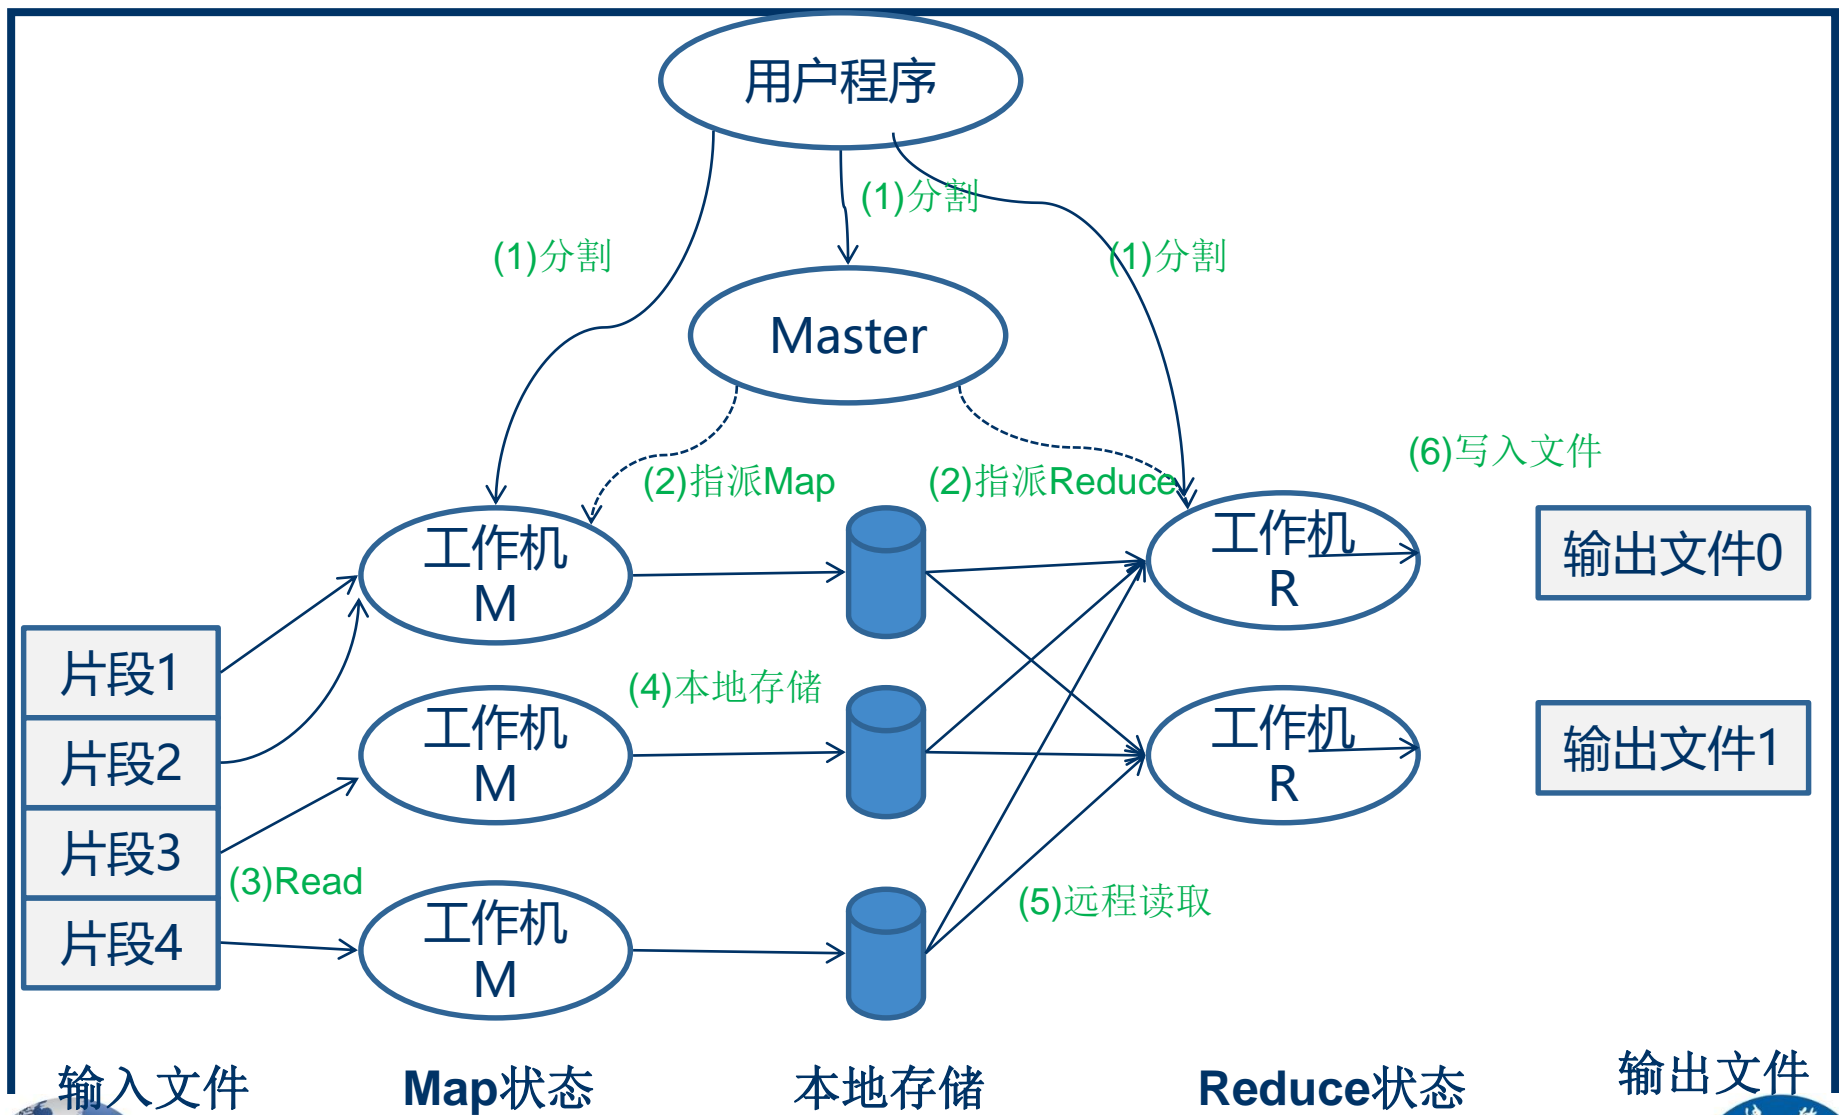 用户程序
(1)分割
(1)分割
(1)分割
Master
(2)指派Map
(2)指派Reduce
(6)写入文件
工作机
M
工作机
R
输出文件0
片段1
片段2
片段3
片段4
(4)本地存储
工作机
M
工作机
R
输出文件1
(3)Read
(5)远程读取
工作机
M
输入文件
Map状态
本地存储
Reduce状态
输出文件